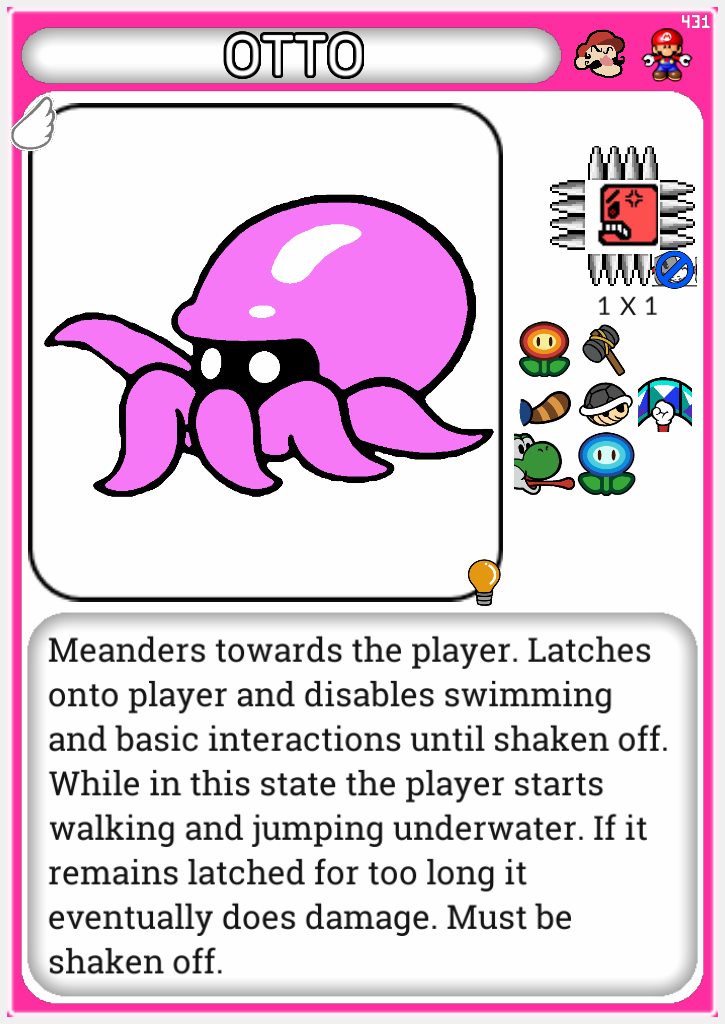 431
OTTO
1 X 1
Meanders towards the player. Latches
onto player and disables swimming
and basic interactions until shaken off.
While in this state the player starts
walking and jumping underwater. If it
remains latched for too long it
eventually does damage. Must be
shaken off.